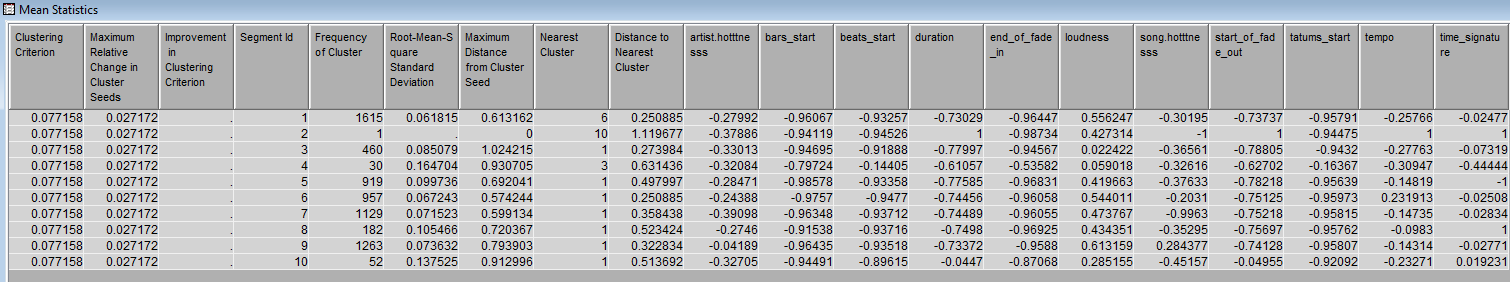 Mean Statistics
Clustering Criterion | Maximum Relative Change in Cluster Seeds | Improvement in Clustering Criterion | Segment Id | Frequency of Cluster | Root-Mean-Square Standard Deviation | Maximum Distance from Cluster Seed | Nearest Cluster | Distance to Nearest Cluster | artist.hotttnesss | bars_start | beats_start | duration | end_of_fade_in | loudness | song.hotttnesss | start_of_fade_out | tatums_start | tempo | time_signature
0.077158 0.027172 . 1 1615 0.061815 0.613162 6 0.250885 -0.27992 -0.96067 -0.93257 -0.73029 -0.96447 0.556247 -0.30195 -0.73737 -0.95791 -0.25766 -0.02477
0.077158 0.027172 . 2 1 . 0 10 1.119677 -0.37886 -0.94119 -0.94526 1 -0.98734 0.427314 -1 1 -0.94475 1 1
0.077158 0.027172 . 3 460 0.085079 1.024215 1 0.273984 -0.33013 -0.94695 -0.91888 -0.77997 -0.94567 0.022422 -0.36561 -0.78805 -0.9432 -0.27763 -0.07319
0.077158 0.027172 . 4 30 0.164704 0.930705 3 0.631436 -0.32084 -0.79724 -0.14405 -0.61057 -0.53582 0.059018 -0.32616 -0.62702 -0.16367 -0.30947 -0.44444
0.077158 0.027172 . 5 919 0.099736 0.692041 1 0.497997 -0.28471 -0.98578 -0.93358 -0.77585 -0.96831 0.419663 -0.37633 -0.78218 -0.95639 -0.14819 -1
0.077158 0.027172 . 6 957 0.067243 0.574244 1 0.250885 -0.24388 -0.9757 -0.9477 -0.74456 -0.96058 0.544011 -0.2031 -0.75125 -0.95973 0.231913 -0.02508
0.077158 0.027172 . 7 1129 0.071523 0.599134 1 0.358438 -0.39098 -0.96348 -0.93712 -0.74489 -0.96055 0.473767 -0.9963 -0.75218 -0.95815 -0.14735 -0.02834
0.077158 0.027172 . 8 182 0.105466 0.720367 1 0.523424 -0.2746 -0.91538 -0.93716 -0.7498 -0.96925 0.434351 -0.35295 -0.75697 -0.95762 -0.0983 1
0.077158 0.027172 . 9 1263 0.073632 0.793903 1 0.322834 -0.04189 -0.96435 -0.93518 -0.73372 -0.9588 0.613159 0.284377 -0.74128 -0.95807 -0.14314 -0.02771
0.077158 0.027172 . 10 52 0.137525 0.912996 1 0.513692 -0.32705 -0.94491 -0.89615 -0.0447 -0.87068 0.285155 -0.45157 -0.04955 -0.92092 -0.23271 0.019231